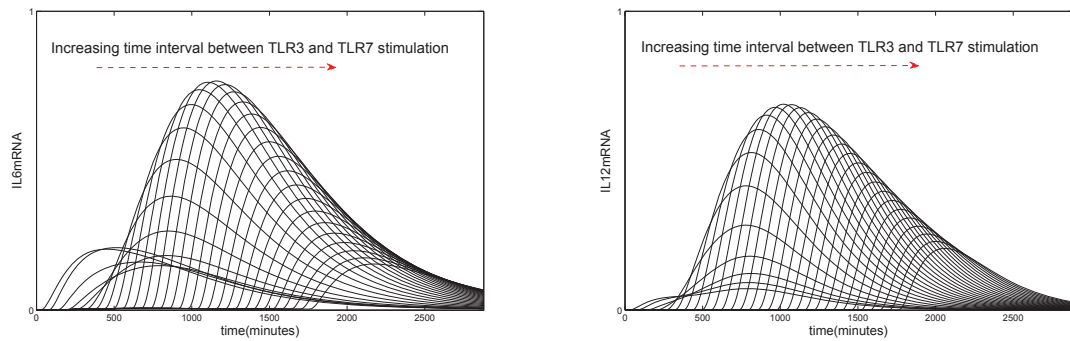 1
Increasing time interval between TLR3 and TLR7 stimulation
IL6mRNA
0
0 500 1000 1500 2000 2500
time(minutes)
1
Increasing time interval between TLR3 and TLR7 stimulation
IL12mRNA
0
0 500 1000 1500 2000 2500
time(minutes)